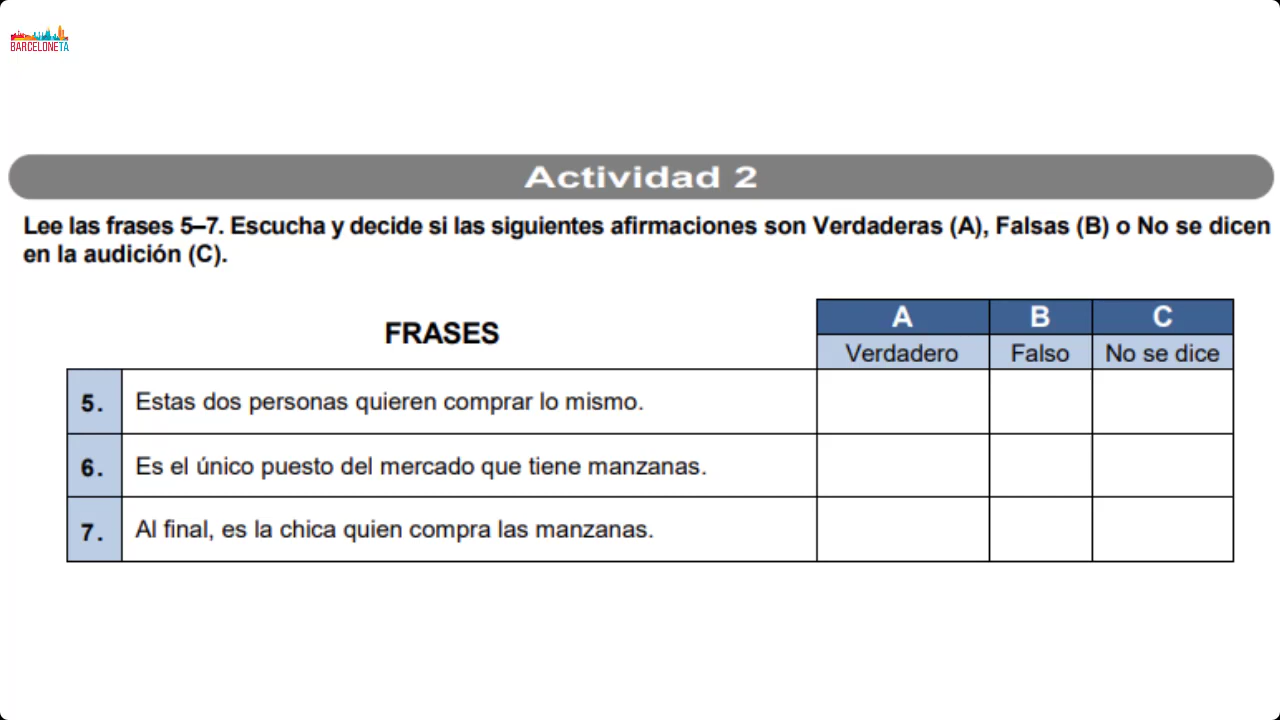 BARCELONETA
Actividad 2
Lee las frases 5–7. Escucha y decide si las siguientes afirmaciones son Verdaderas (A), Falsas (B) o No se dicen
en la audición (C).
FRASES
A B C
Verdadero Falso No se dice
5. Estas dos personas quieren comprar lo mismo.
6. Es el único puesto del mercado que tiene manzanas.
7. Al final, es la chica quien compra las manzanas.